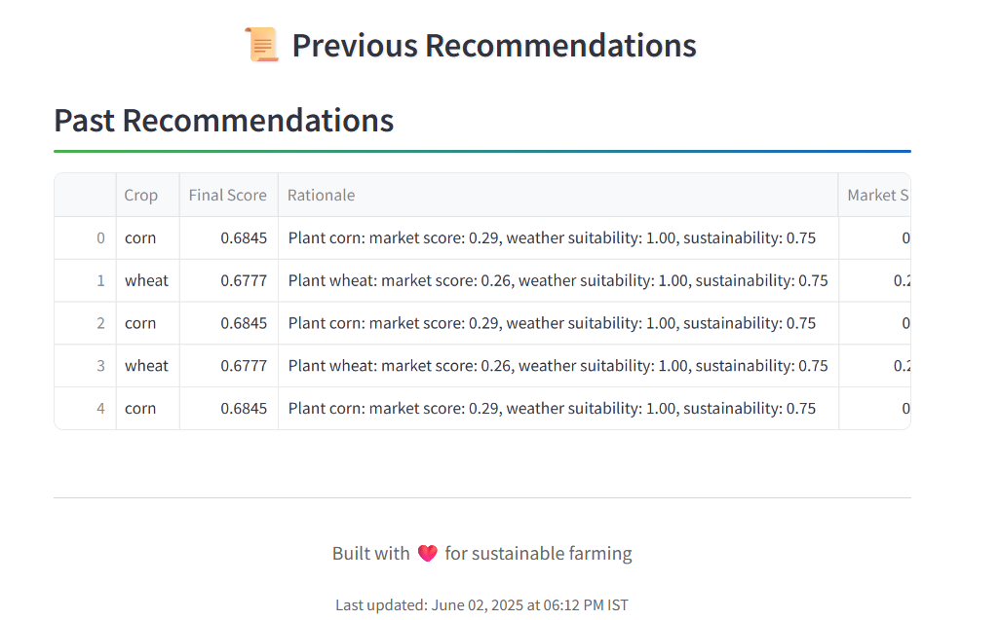 📜 Previous Recommendations
Past Recommendations
Crop Final Score Rationale Market S
0 corn 0.6845 Plant corn: market score: 0.29, weather suitability: 1.00, sustainability: 0.75 0
1 wheat 0.6777 Plant wheat: market score: 0.26, weather suitability: 1.00, sustainability: 0.75 0.2
2 corn 0.6845 Plant corn: market score: 0.29, weather suitability: 1.00, sustainability: 0.75 0
3 wheat 0.6777 Plant wheat: market score: 0.26, weather suitability: 1.00, sustainability: 0.75 0.2
4 corn 0.6845 Plant corn: market score: 0.29, weather suitability: 1.00, sustainability: 0.75 0
Built with ❤️ for sustainable farming
Last updated: June 02, 2025 at 06:12 PM IST